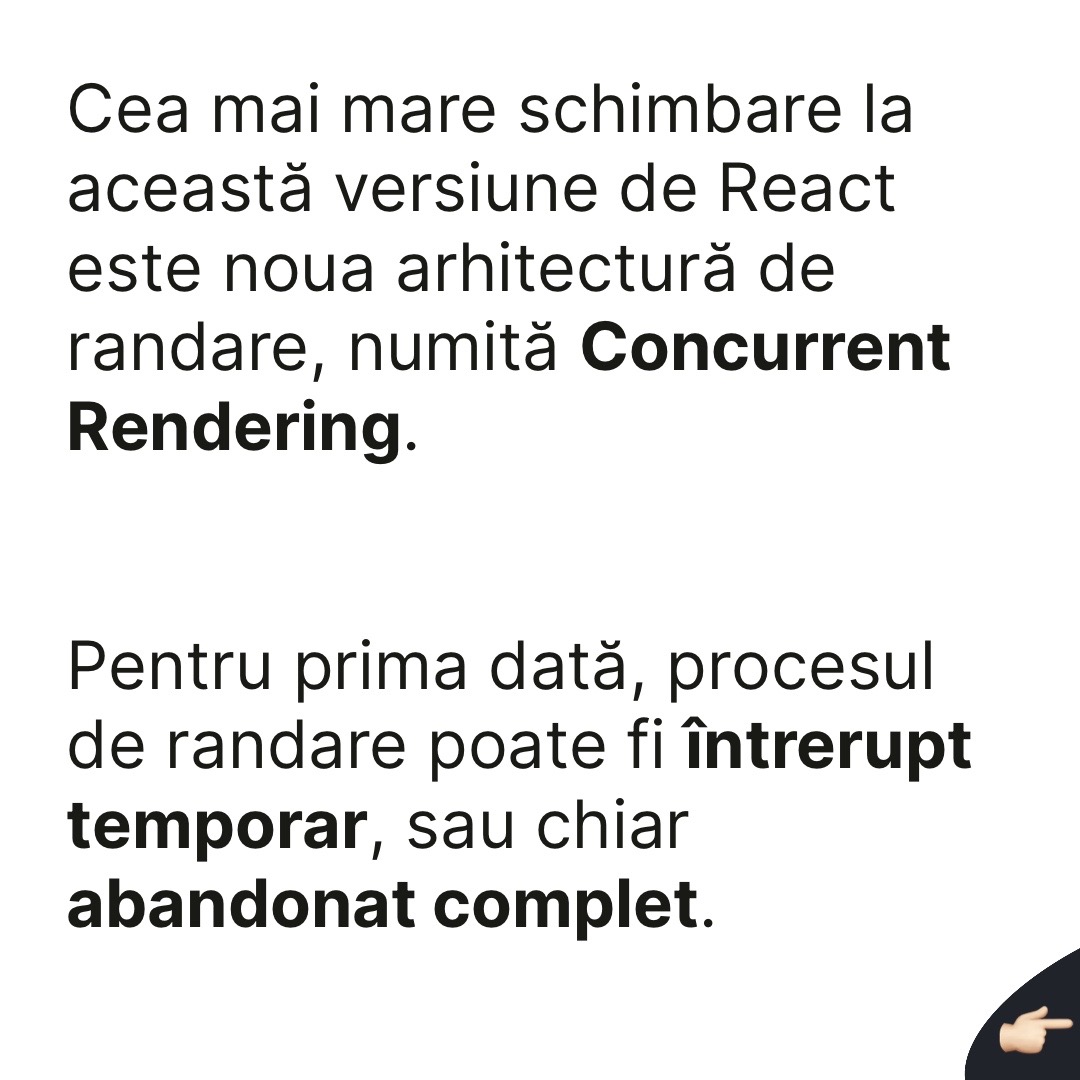 Cea mai mare schimbare la
această versiune de React
este noua arhitectură de
randare, numită Concurrent
Rendering.
Pentru prima dată, procesul
de randare poate fi întrerupt
temporar, sau chiar
abandonat complet.